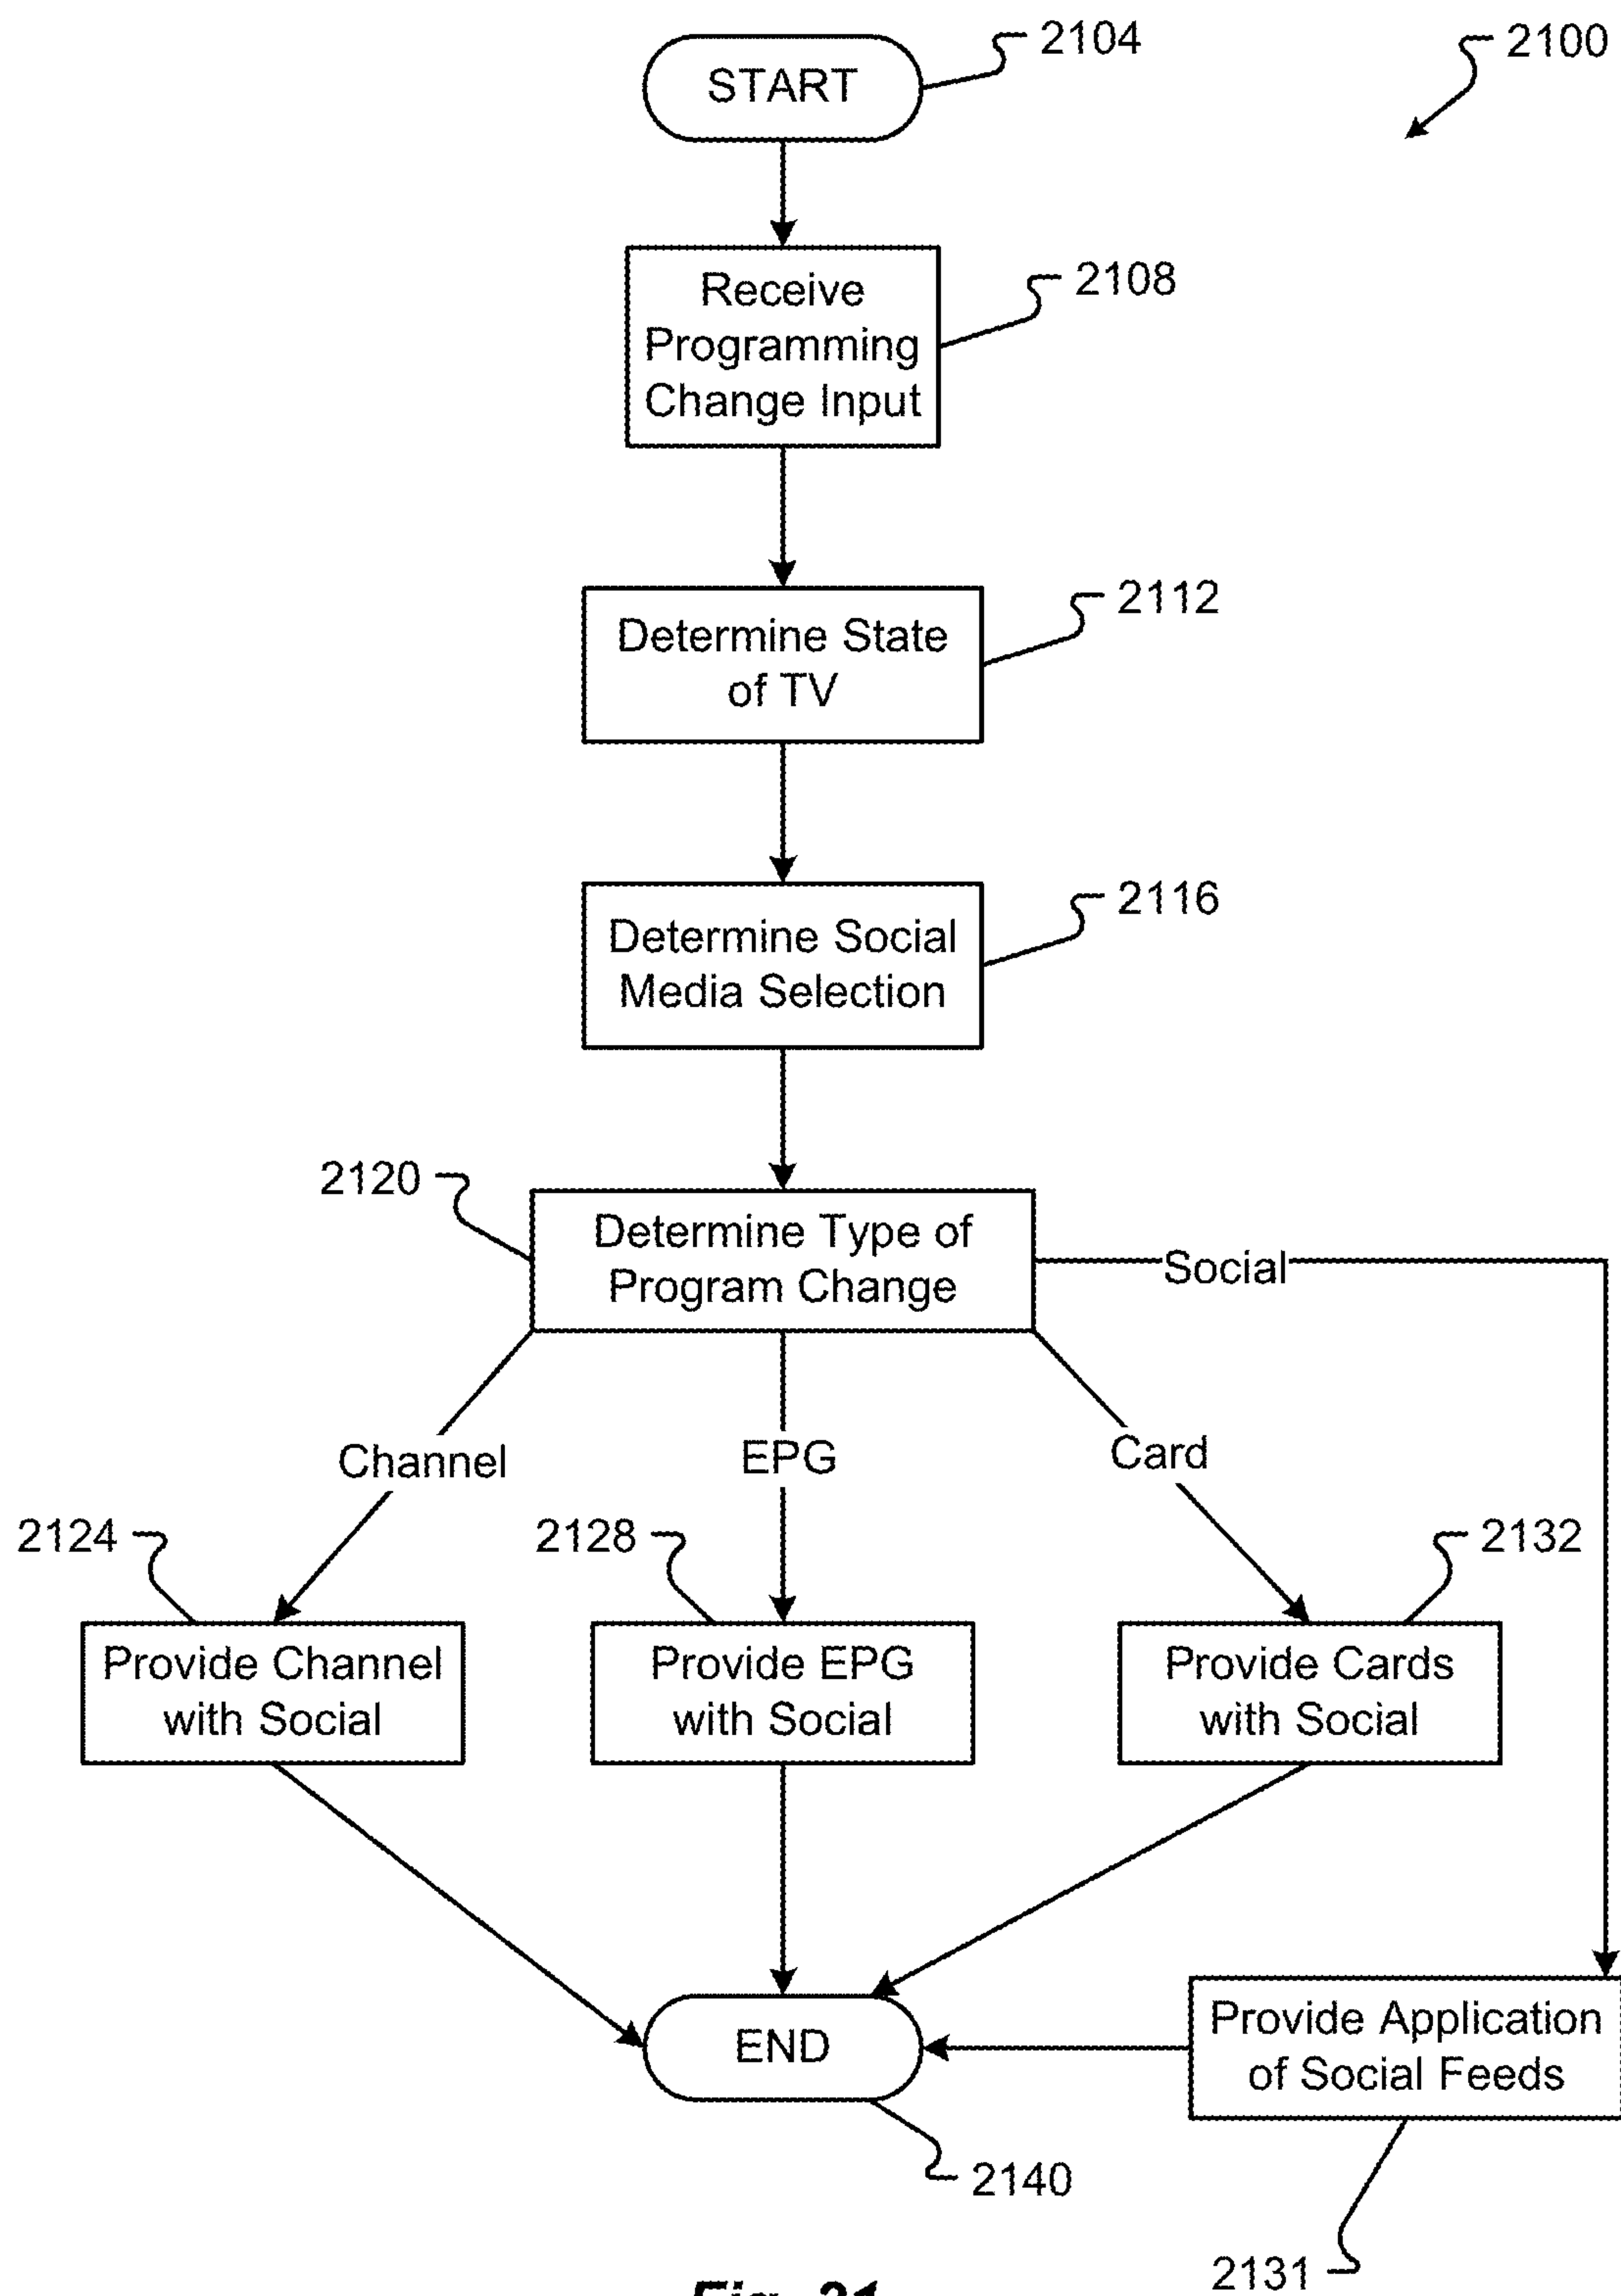 START
2104
2100
Receive
Programming
Change Input
2108
Determine State
of TV
2112
Determine Social
Media Selection
2116
2120
Determine Type of
Program Change
Social
Channel
EPG
Card
2124
2128
2132
Provide Channel
with Social
Provide EPG
with Social
Provide Cards
with Social
END
Provide Application
of Social Feeds
2140
2131
Fig. 21